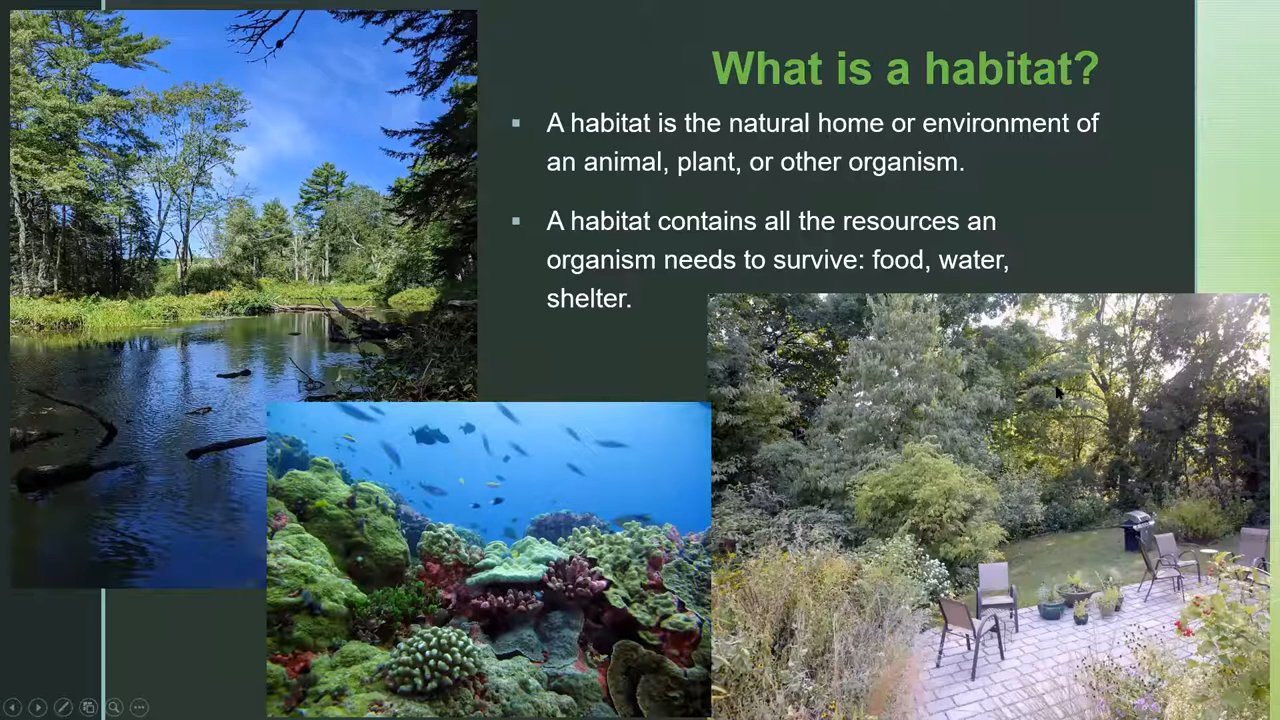 What is a habitat?
A habitat is the natural home or environment of
an animal, plant, or other organism.
A habitat contains all the resources an
organism needs to survive: food, water,
shelter.